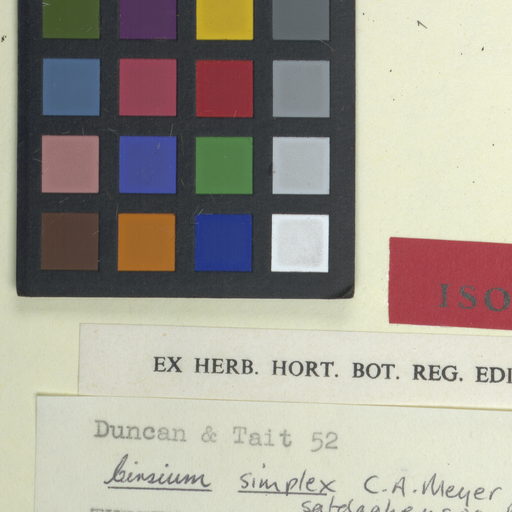 ISO
EX HERB. HORT. BOT. REG. EDI
Duncan & Tait 52
Cirsium simplex C.A. Meyer